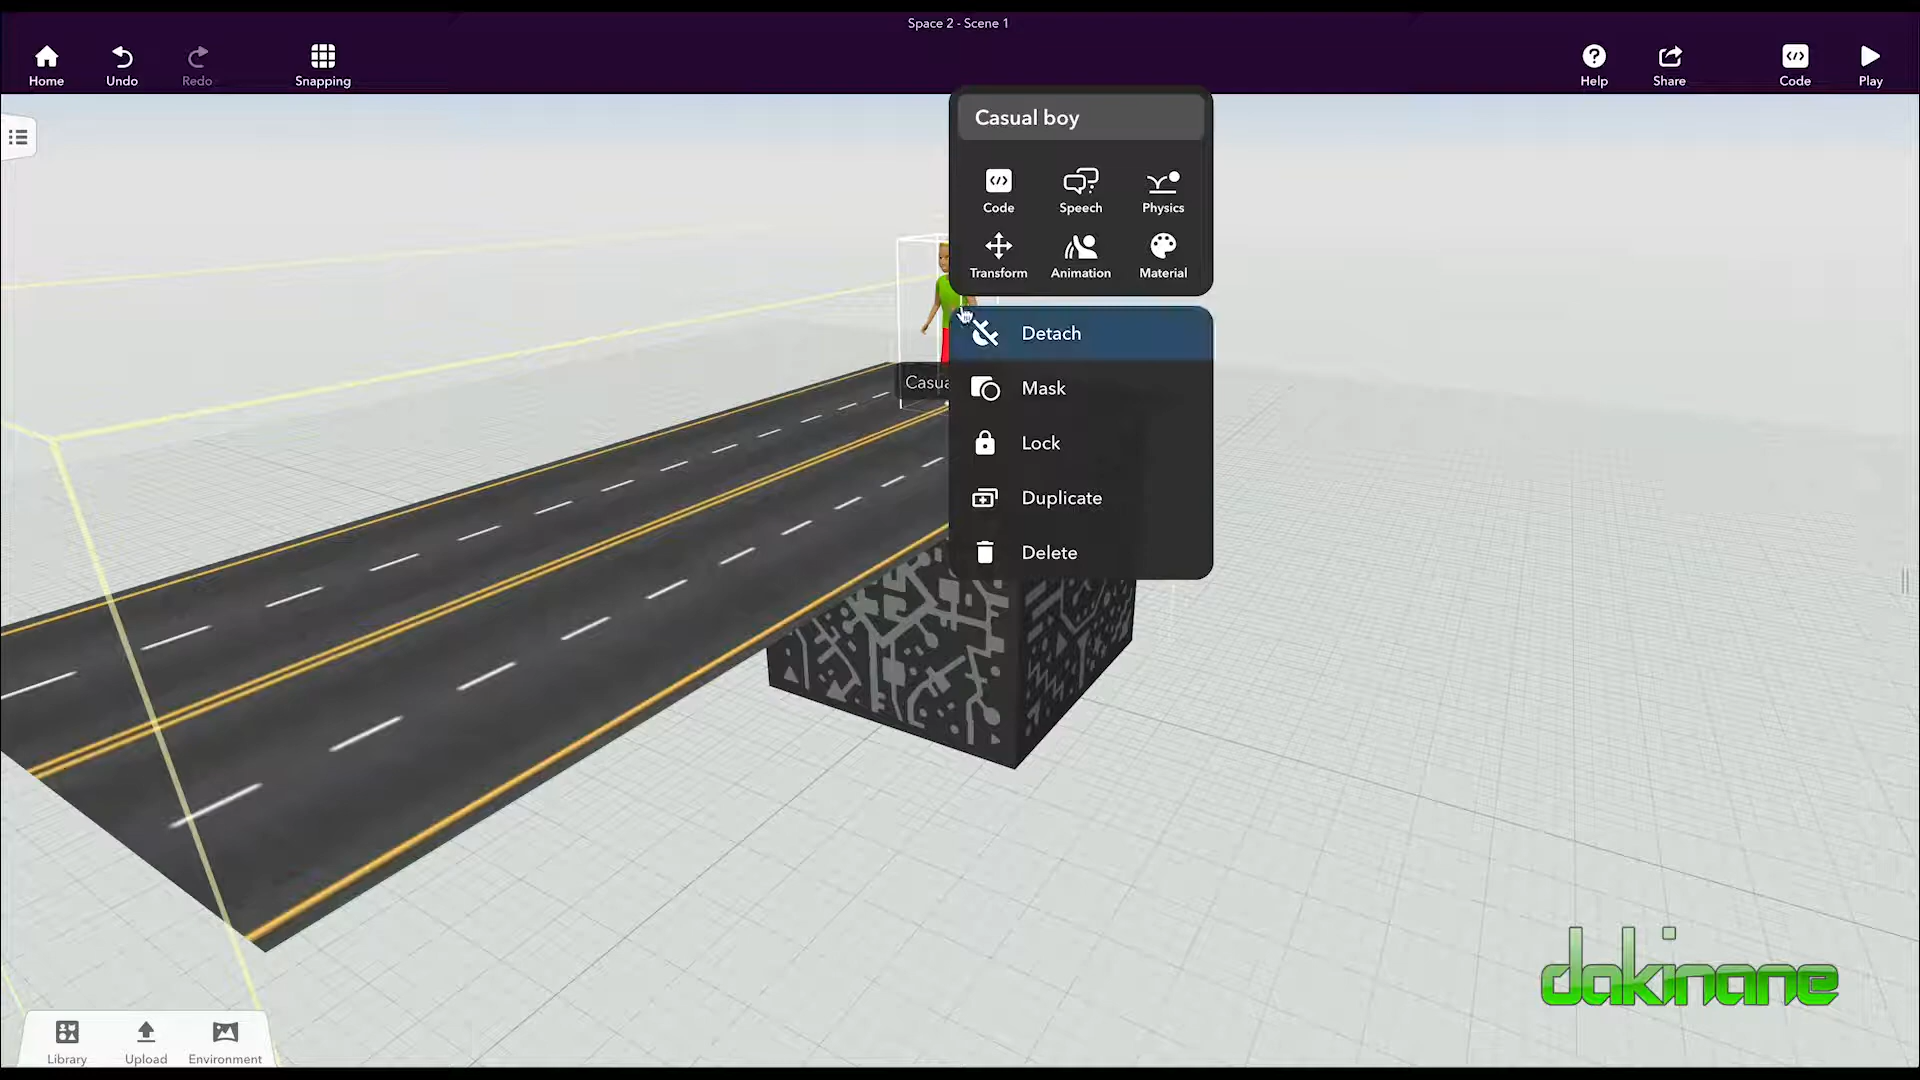 Space 2 - Scene 1
Home
Undo
Redo
Snapping
Help
Share
Code
Play
Casual boy
Code
Speech
Physics
Transform
Animation
Material
Casua
Detach
Mask
Lock
Duplicate
Delete
dakinane
Library
Upload
Environment